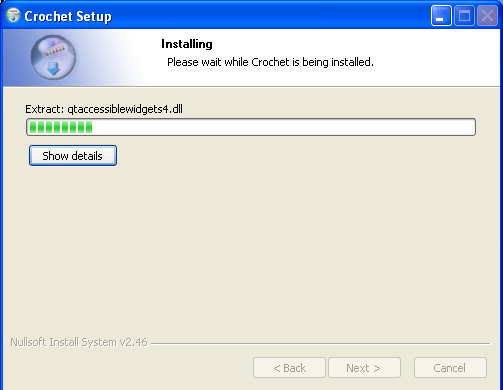 Crochet Setup
Installing
Please wait while Crochet is being installed.
Extract: qtaccessiblewidgets4.dll
Show details
Nullsoft Install System v2.46
< Back
Next >
Cancel